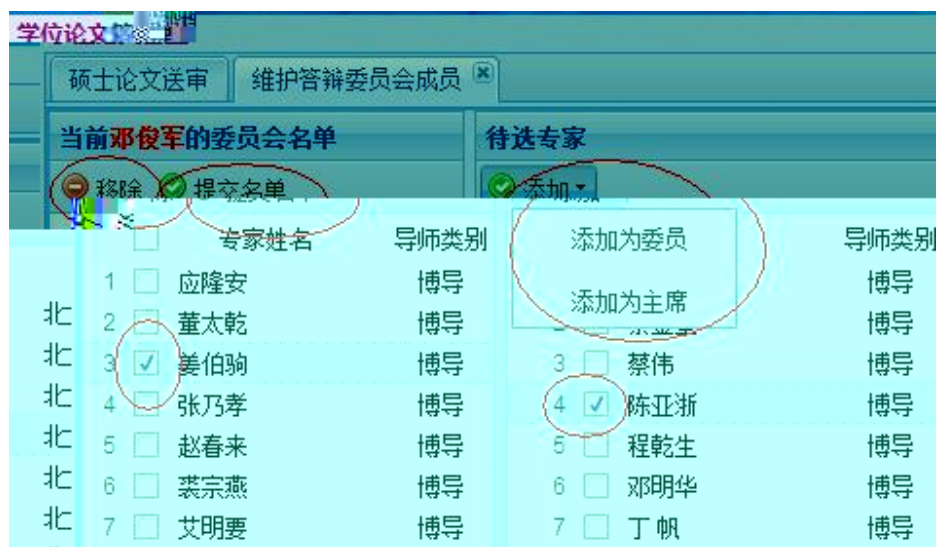 学位论文
硕士论文送审 维护答辩委员会成员
当前邓俊军的委员会名单 待选专家
移除 提交名单 添加
专家姓名 导师类别 添加为委员 导师类别
1 应隆安 博导 添加为主席 博导
北 2 董太乾 博导 博导
北 3 姜伯驹 博导 3 蔡伟 博导
北 4 张乃孝 博导 4 陈亚浙 博导
北 5 赵春来 博导 5 程乾生 博导
北 6 裘宗燕 博导 6 邓明华 博导
北 7 艾明要 博导 7 丁帆 博导